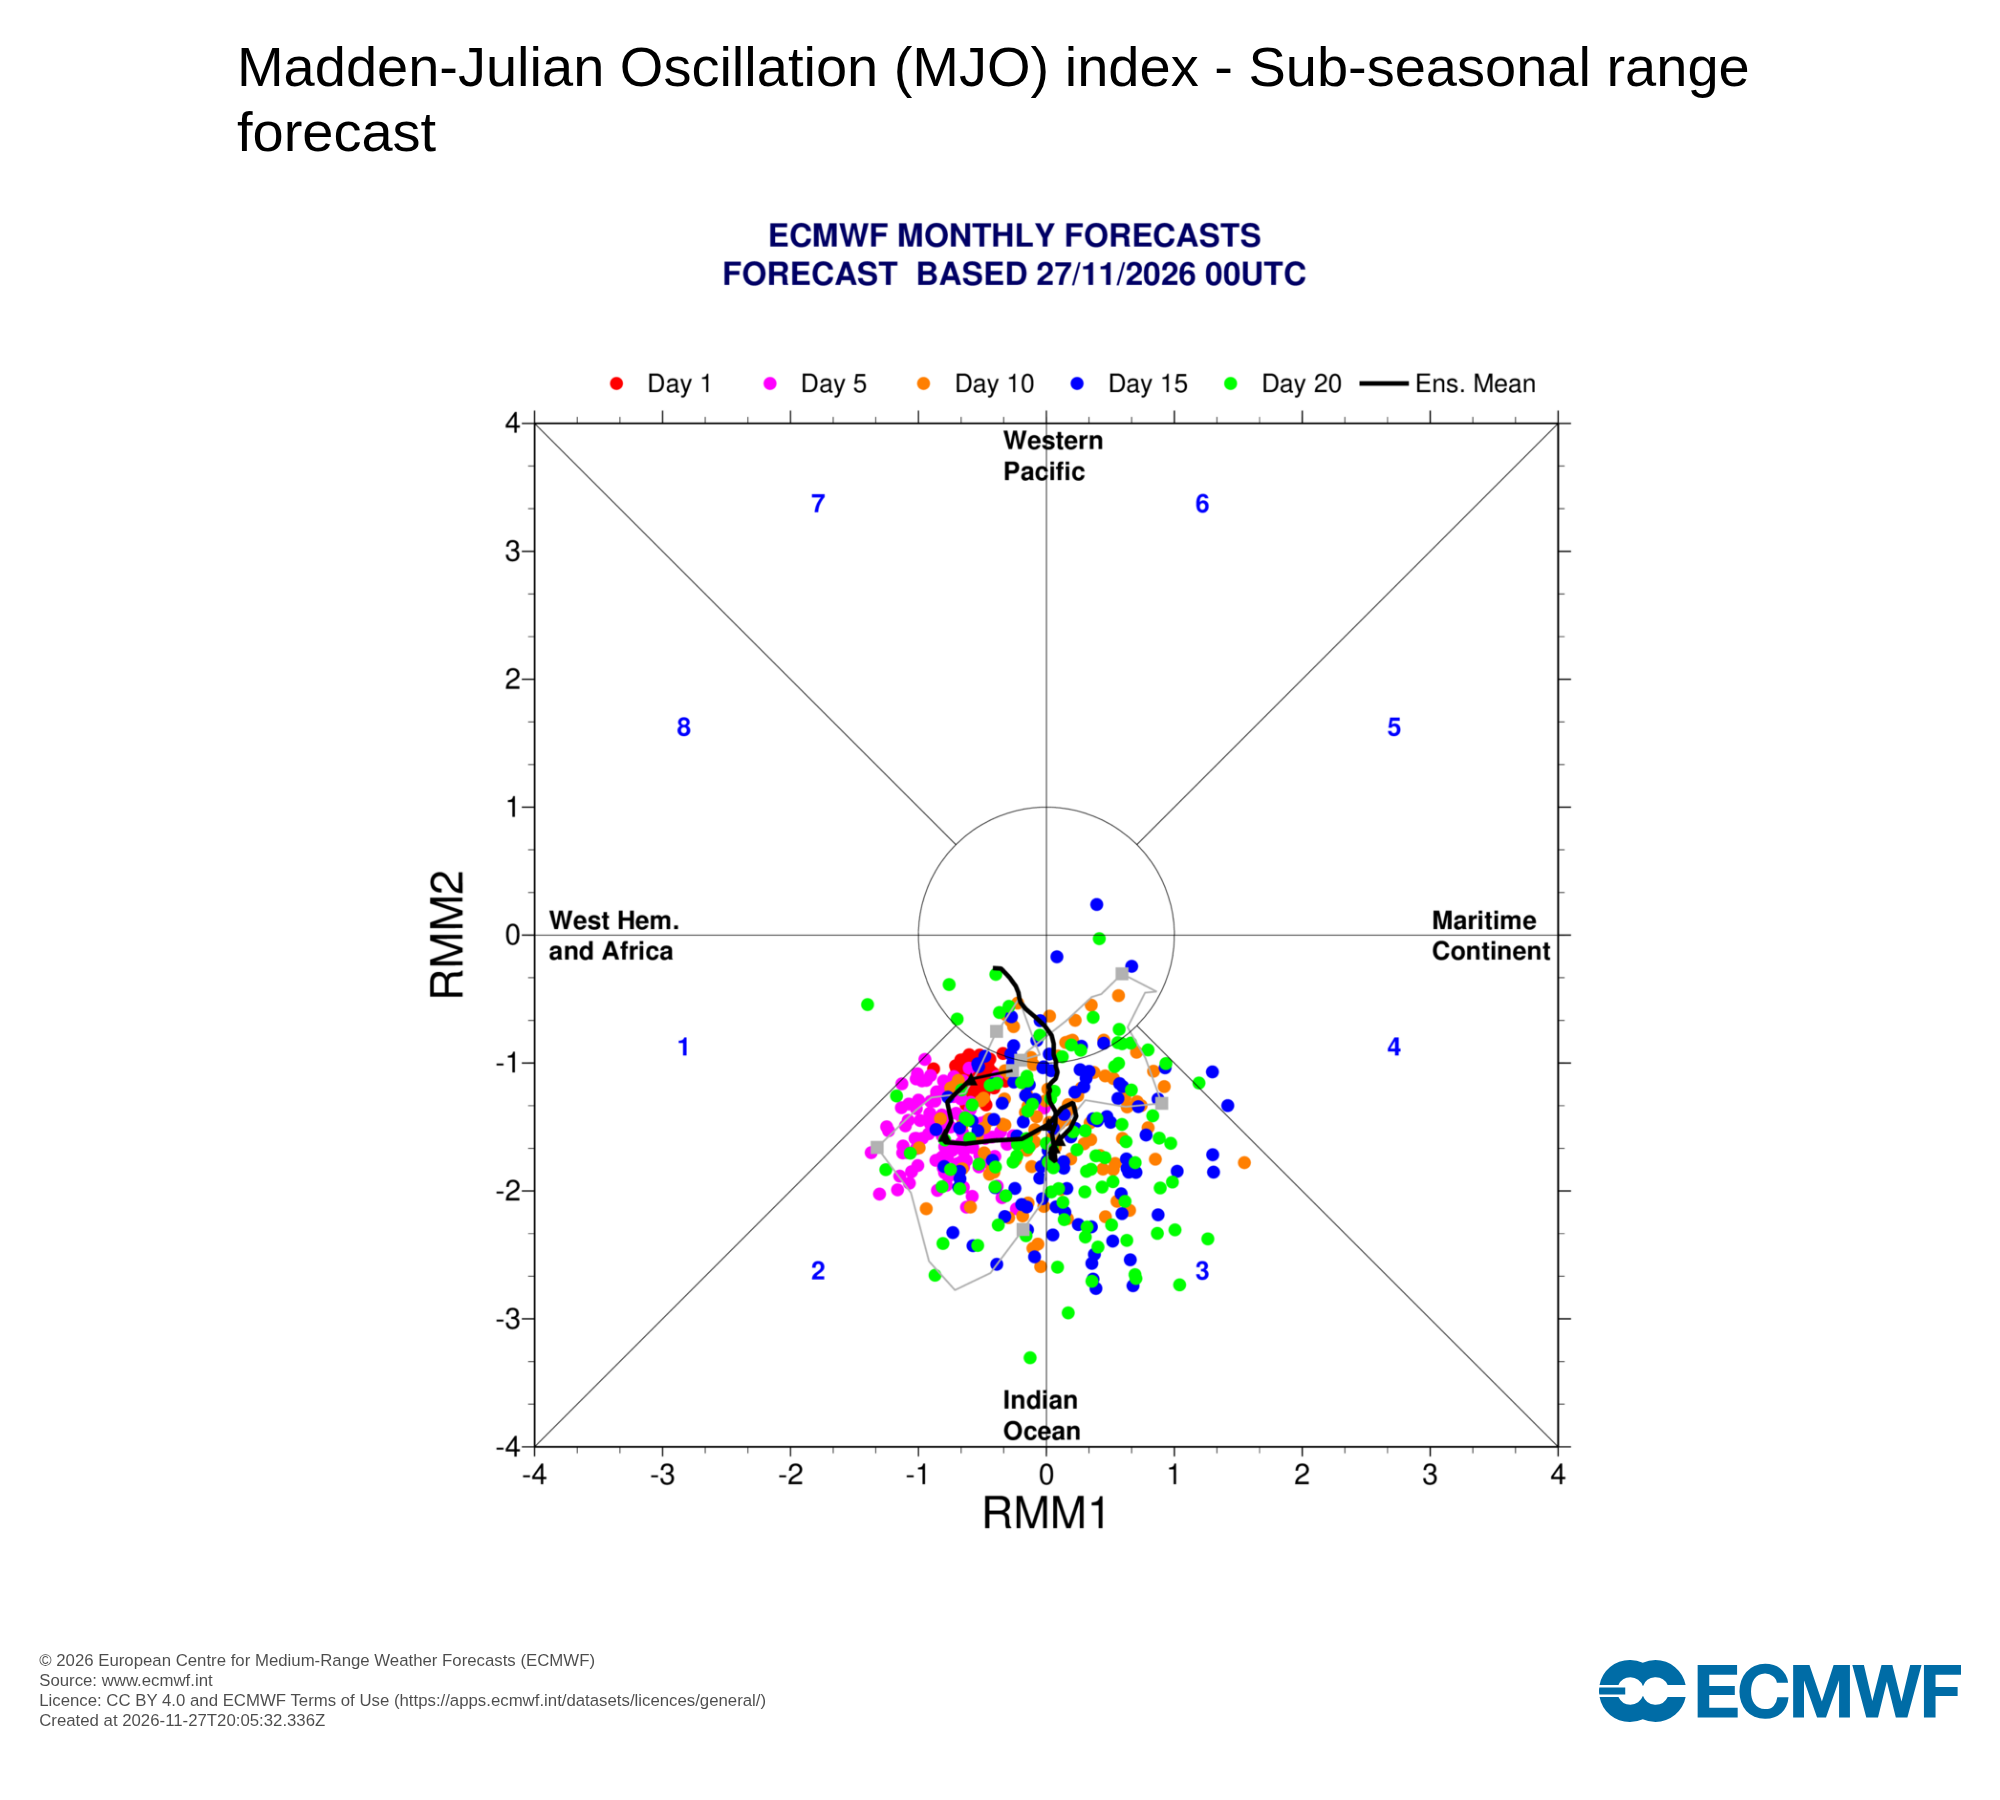 Madden-Julian Oscillation (MJO) index - Sub-seasonal range
forecast
ECMWF MONTHLY FORECASTS
FORECAST BASED 27/11/2026 00UTC
Day 1 Day 5 Day 10 Day 15 Day 20 Ens. Mean
4
Western
Pacific
7 6
3
2
8 5
1
RMM2
0
West Hem.
and Africa
Maritime
Continent
-1
1 4
-2
2 3
-3
Indian
Ocean
-4
-4 -3 -2 -1 0 1 2 3 4
RMM1
© 2026 European Centre for Medium-Range Weather Forecasts (ECMWF)
Source: www.ecmwf.int
Licence: CC BY 4.0 and ECMWF Terms of Use (https://apps.ecmwf.int/datasets/licences/general/)
Created at 2026-11-27T20:05:32.336Z
ECMWF